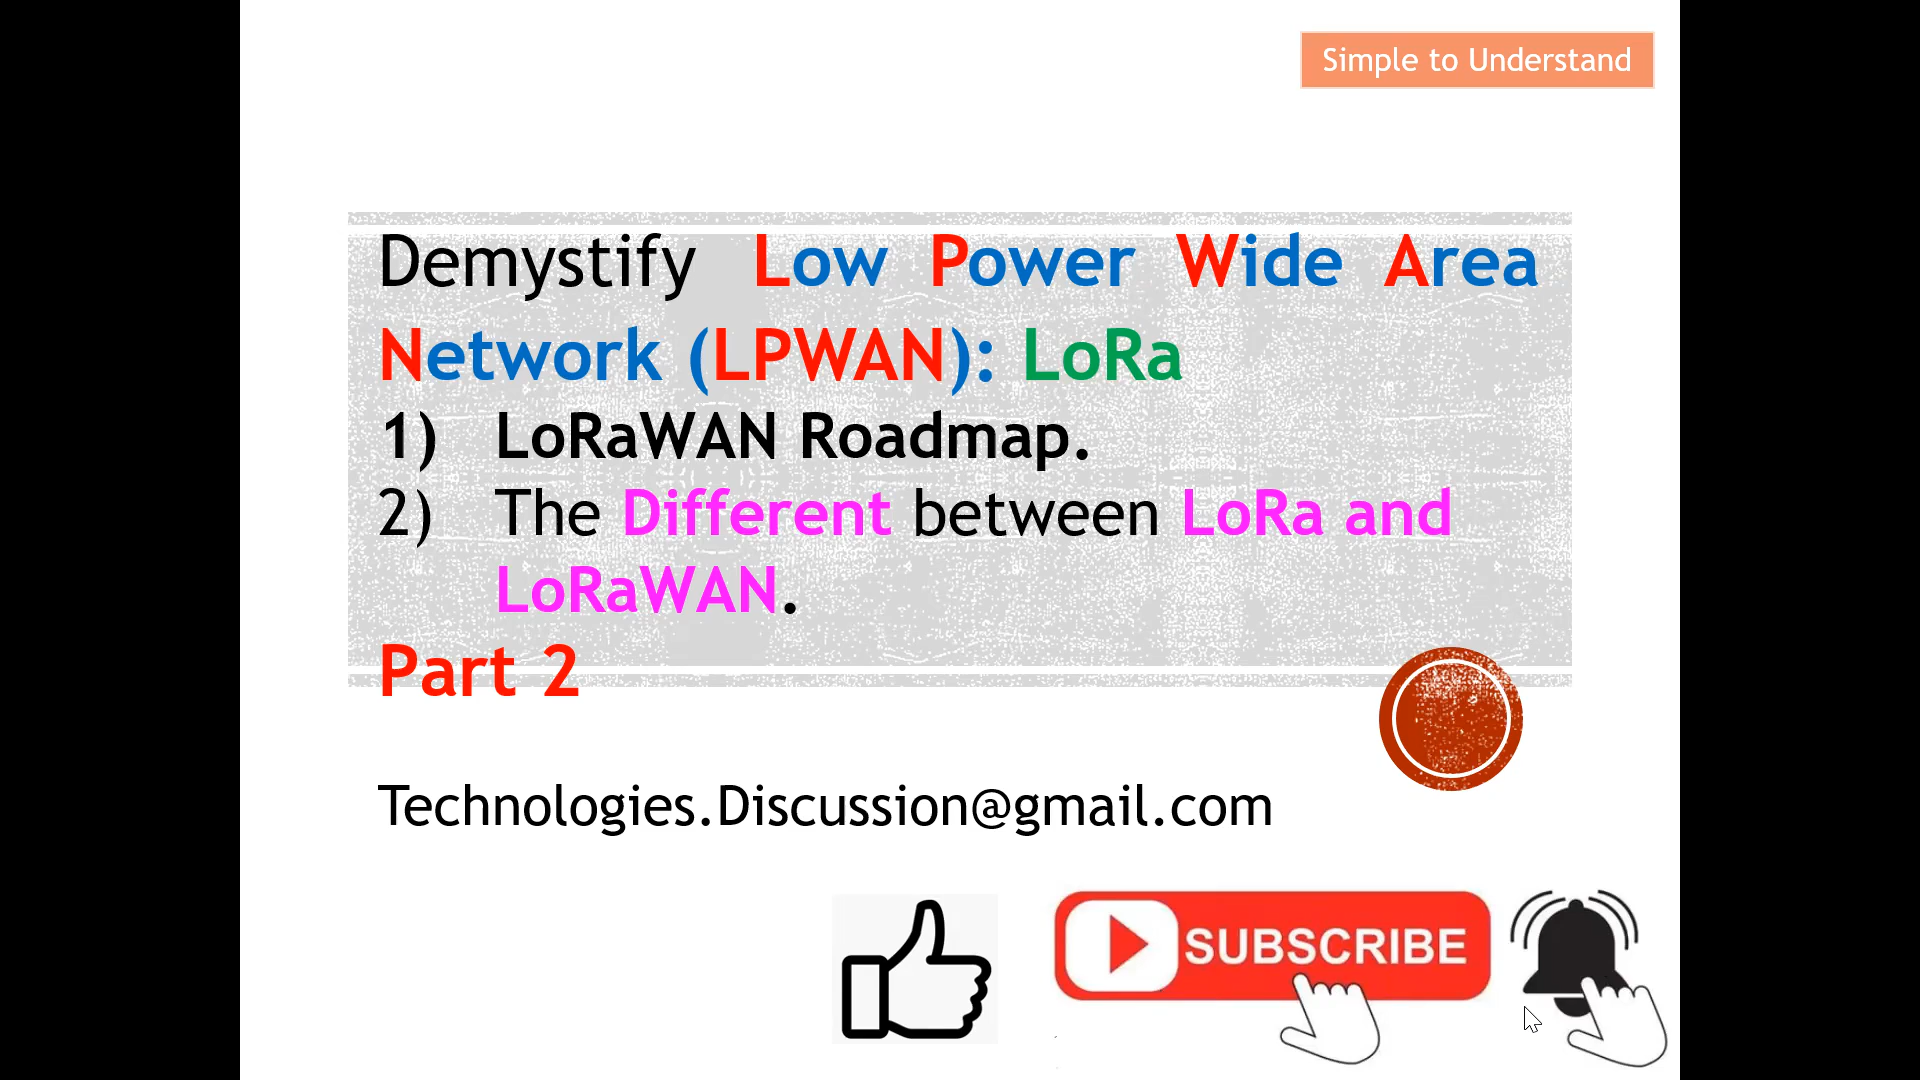 Simple to Understand
Demystify Low Power Wide Area
Network (LPWAN): LoRa
1) LoRaWAN Roadmap.
2) The Different between LoRa and
LoRaWAN.
Part 2
Technologies.Discussion@gmail.com
SUBSCRIBE